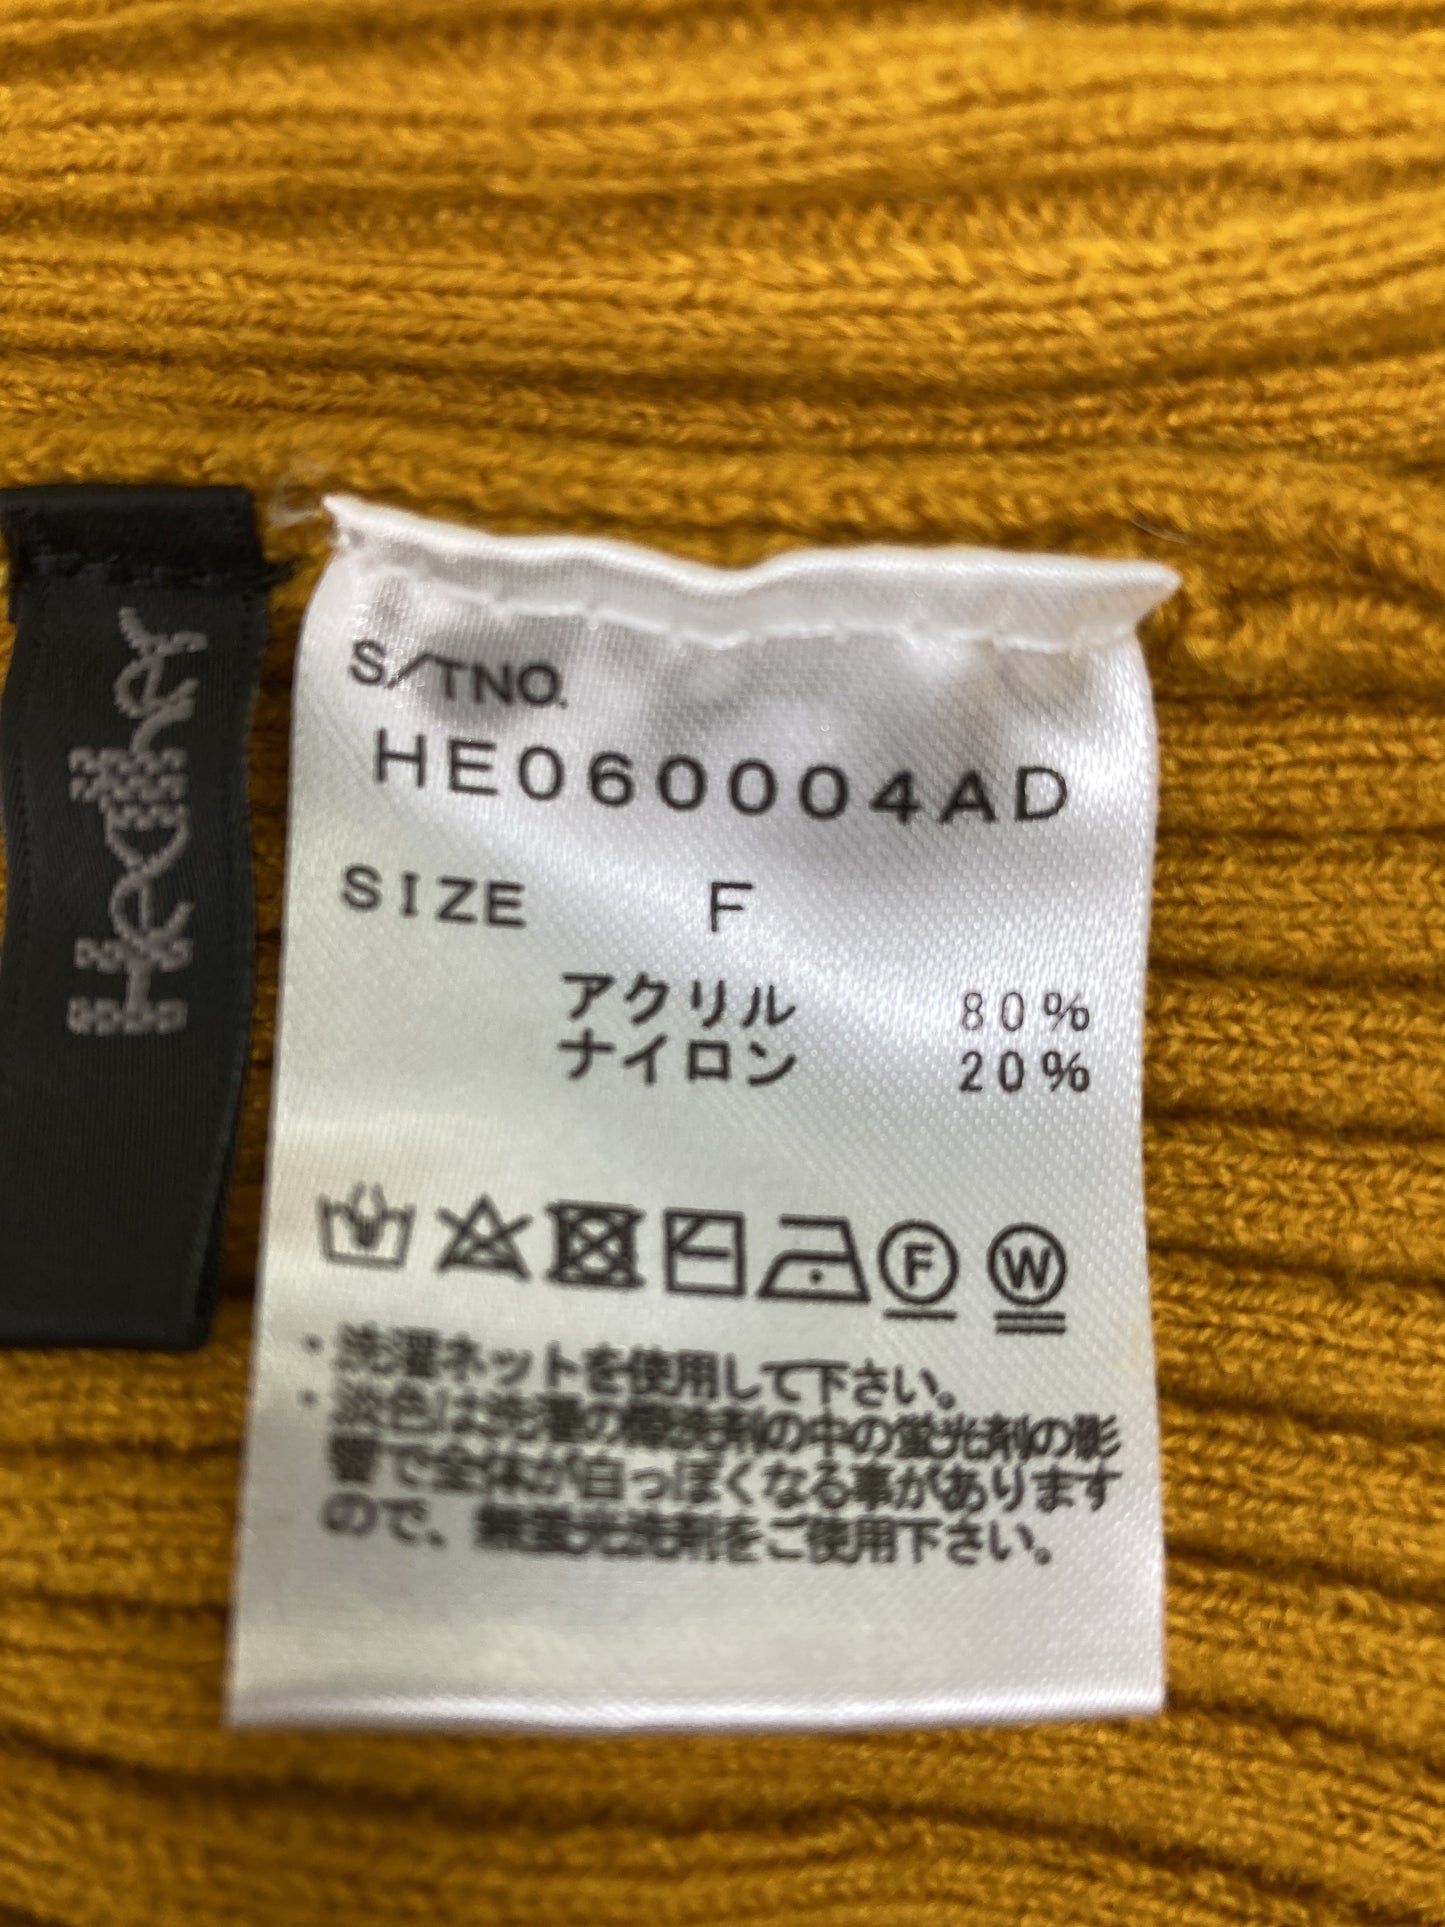 Heather
S/TNO.
HE060004AD
SIZE F
アクリル 80%
ナイロン 20%
F
W
・洗濯ネットを使用して下さい。
・淡色は洗濯の際洗剤の中の蛍光剤の影
響で全体が白っぽくなる事があります
ので、無蛍光洗剤をご使用下さい。